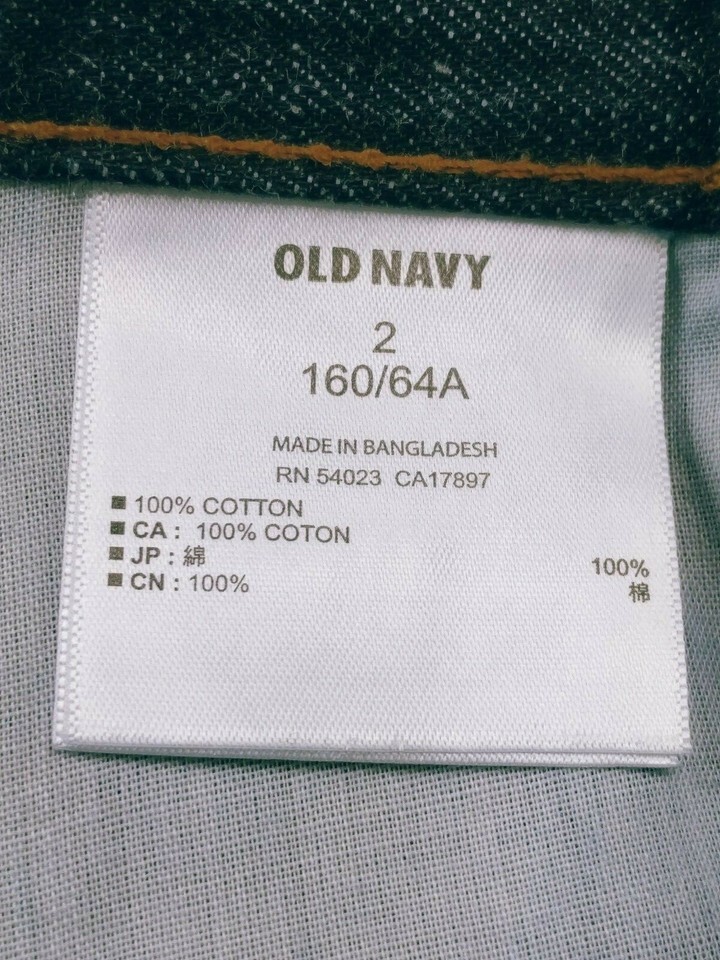 OLD NAVY
2
160/64A
MADE IN BANGLADESH
RN 54023 CA17897
■ 100% COTTON
■ CA : 100% COTON
■ JP : 綿 100%
■ CN : 100% 棉